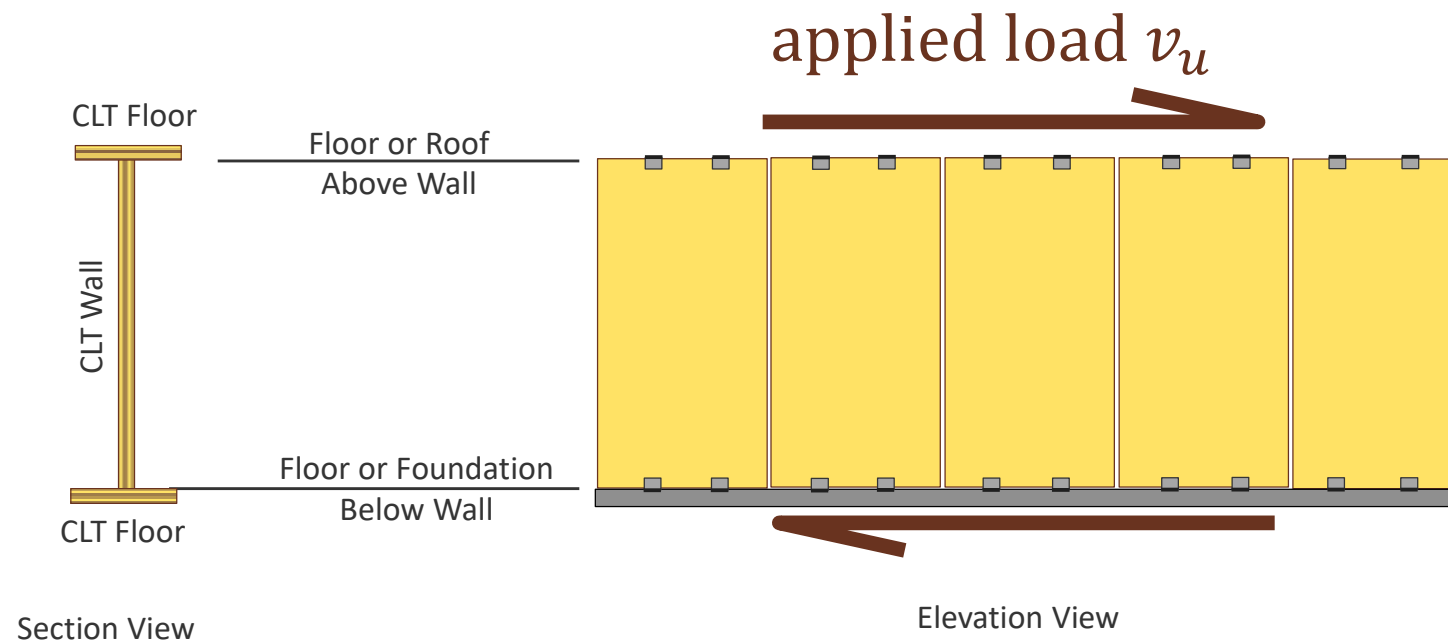 applied load vᵤ
CLT Floor
Floor or Roof
Above Wall
CLT Wall
Floor or Foundation
Below Wall
CLT Floor
Section View
Elevation View